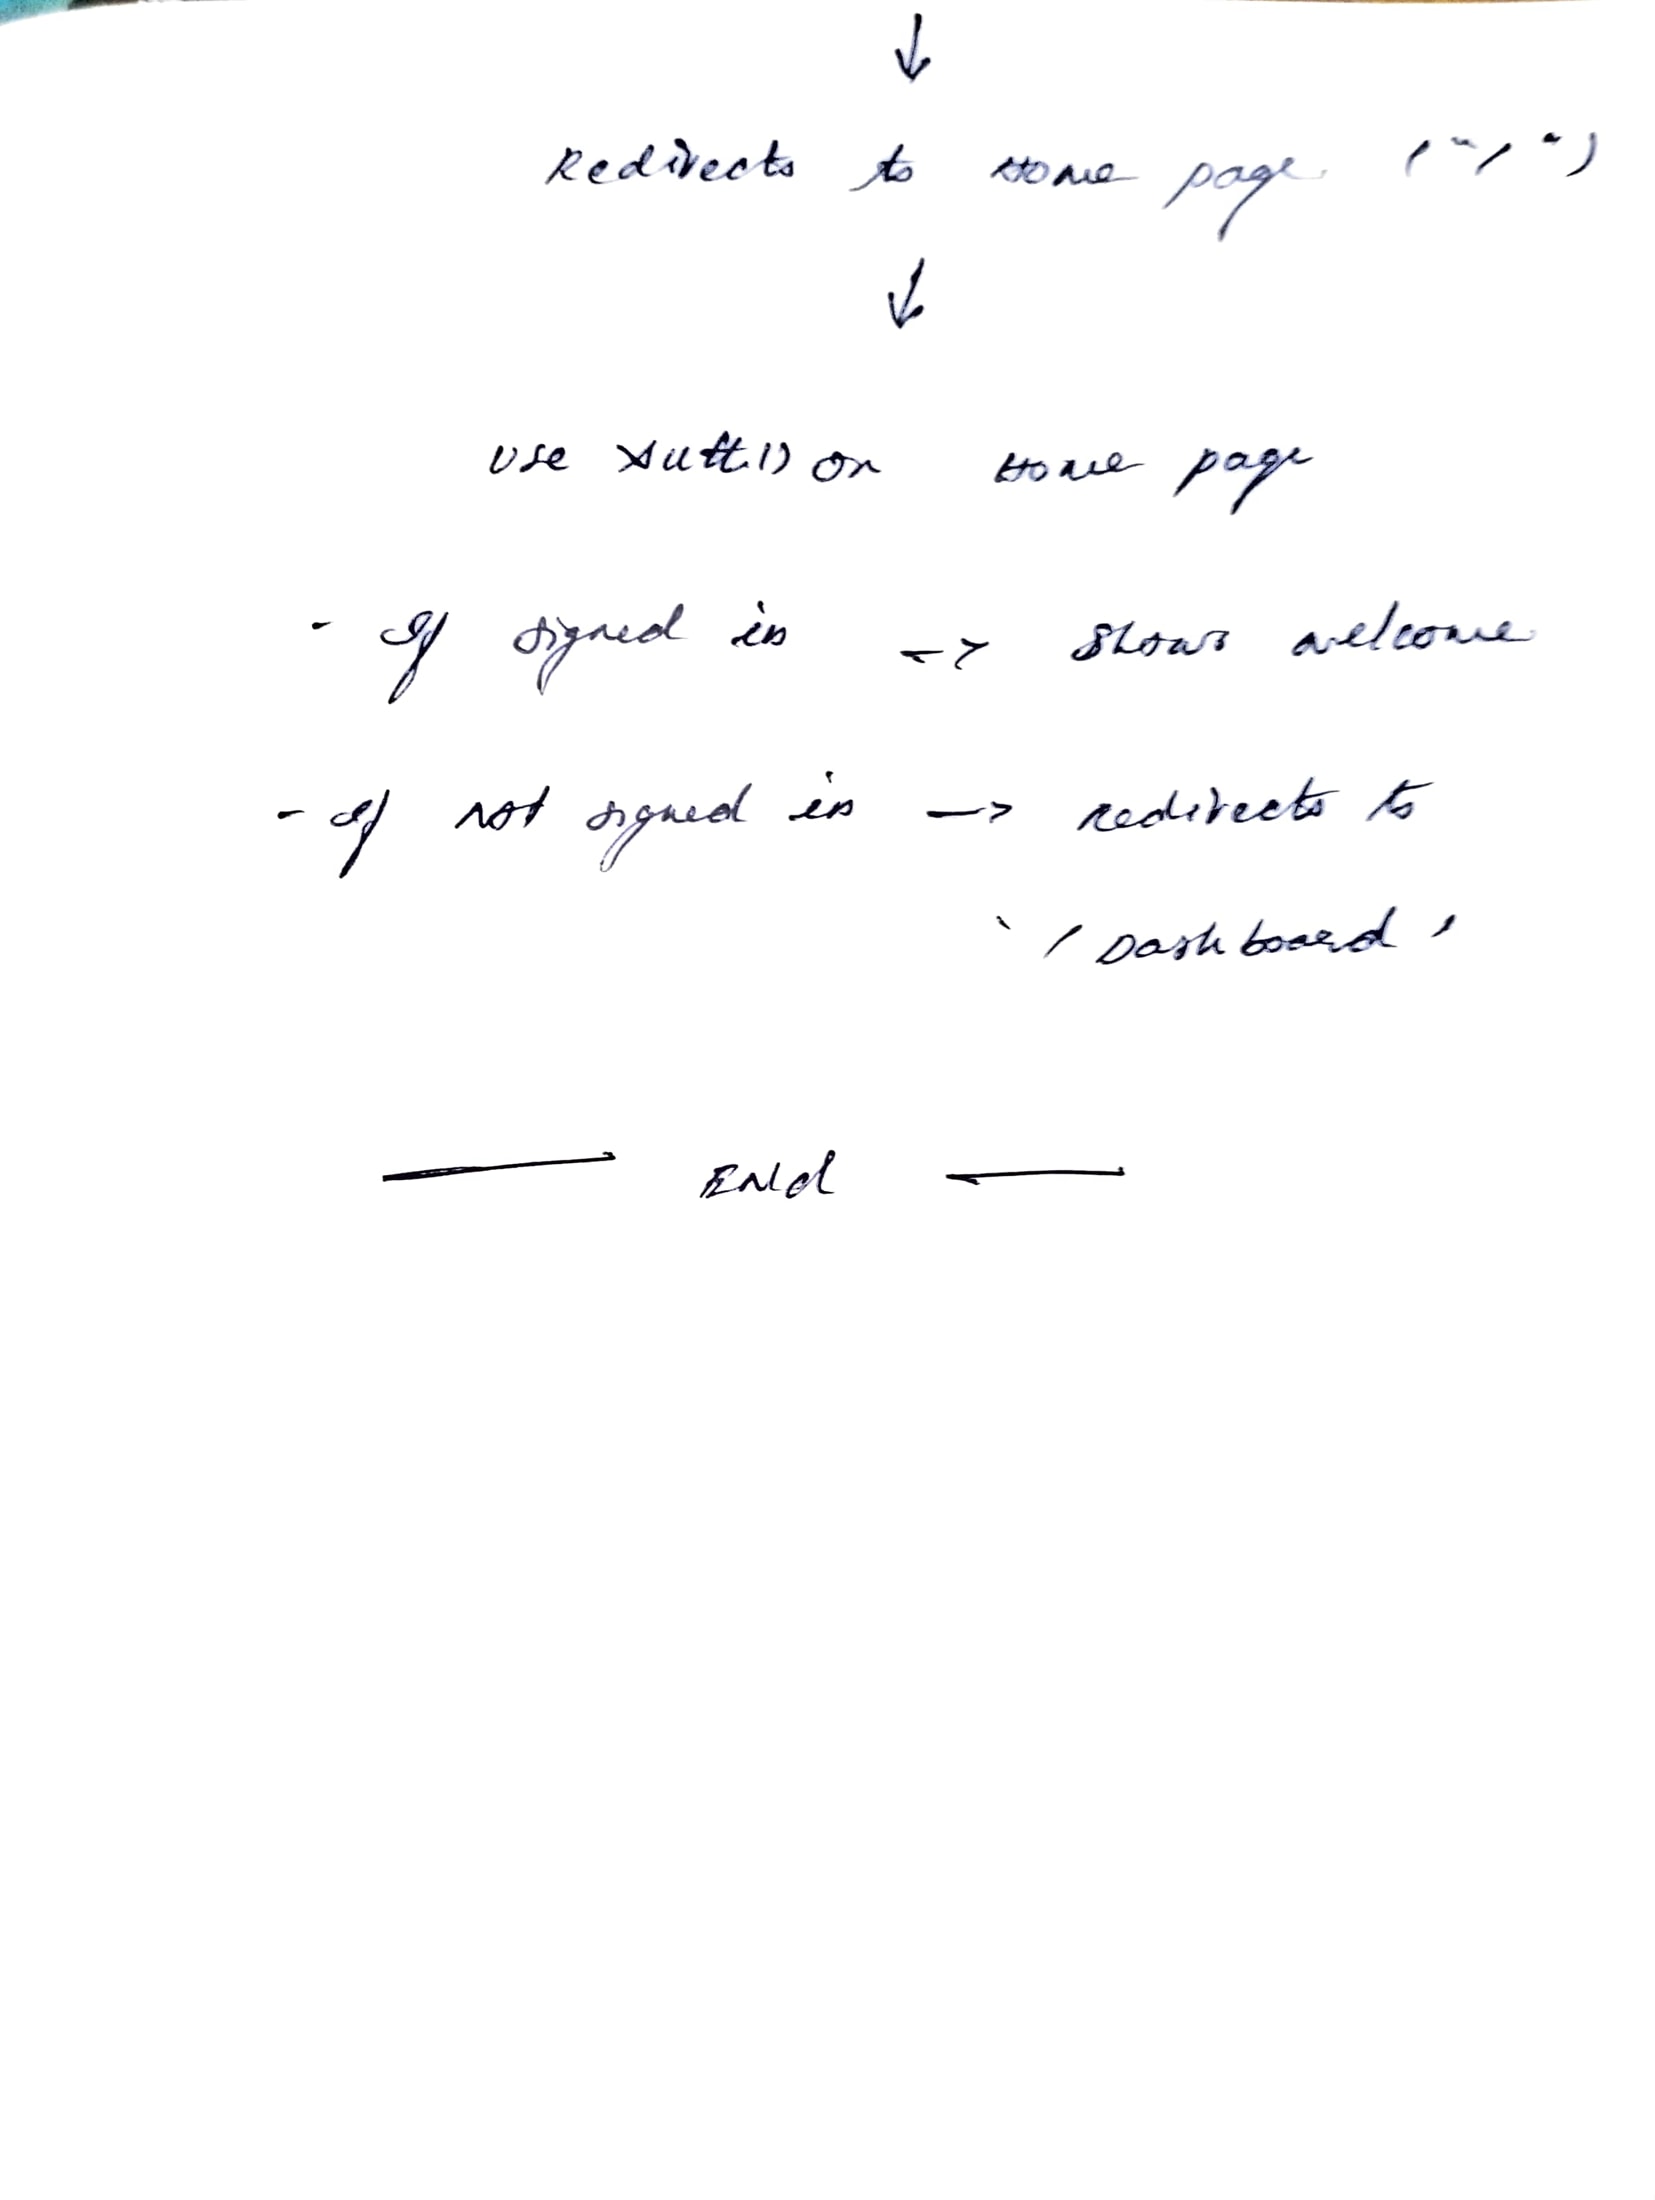 ↓
Redirects to Home page ("/")
↓
Use Auth() on Home page
- If signed in -> Shows welcome
- If not signed in -> redirects to
`/Dashboard'
— END —